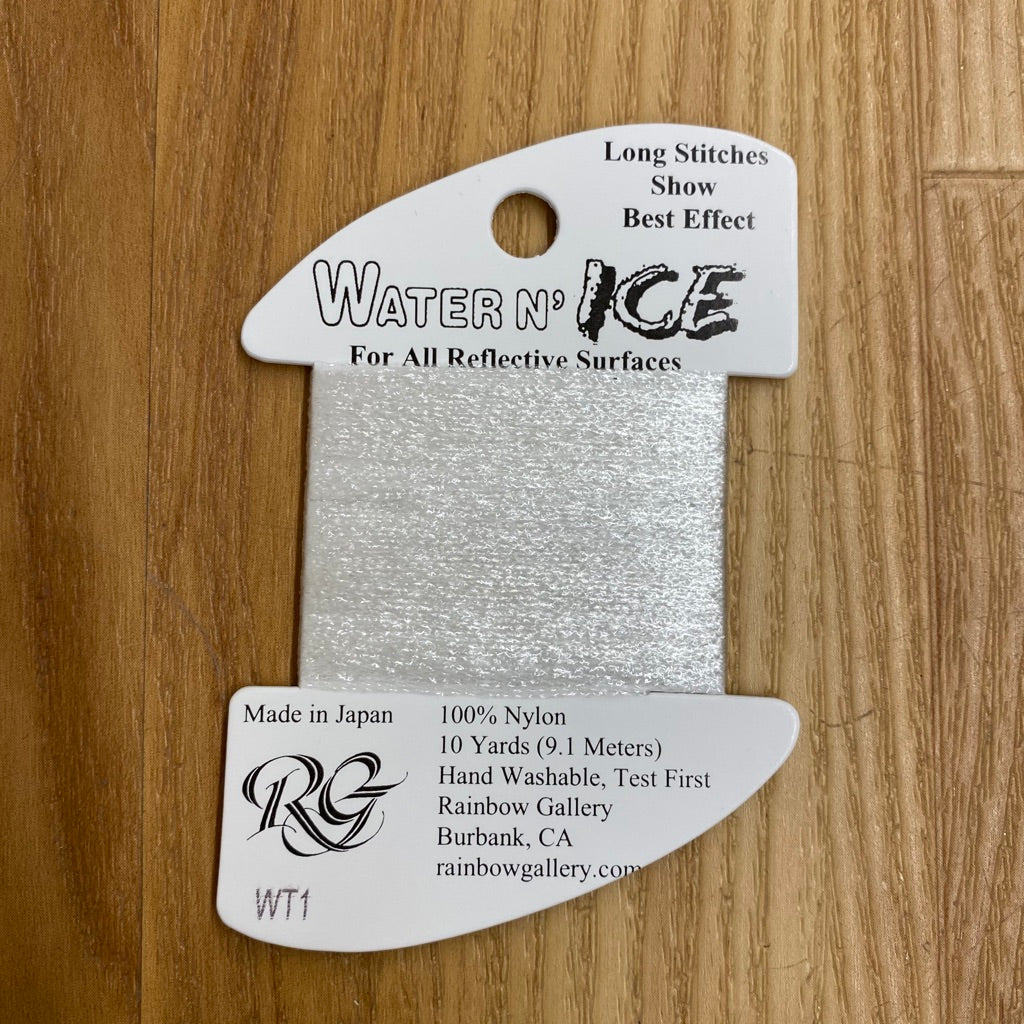 Long Stitches
Show
Best Effect
WATER N' ICE
For All Reflective Surfaces
Made in Japan
RG
WT1
100% Nylon
10 Yards (9.1 Meters)
Hand Washable, Test First
Rainbow Gallery
Burbank, CA
rainbowgallery.com